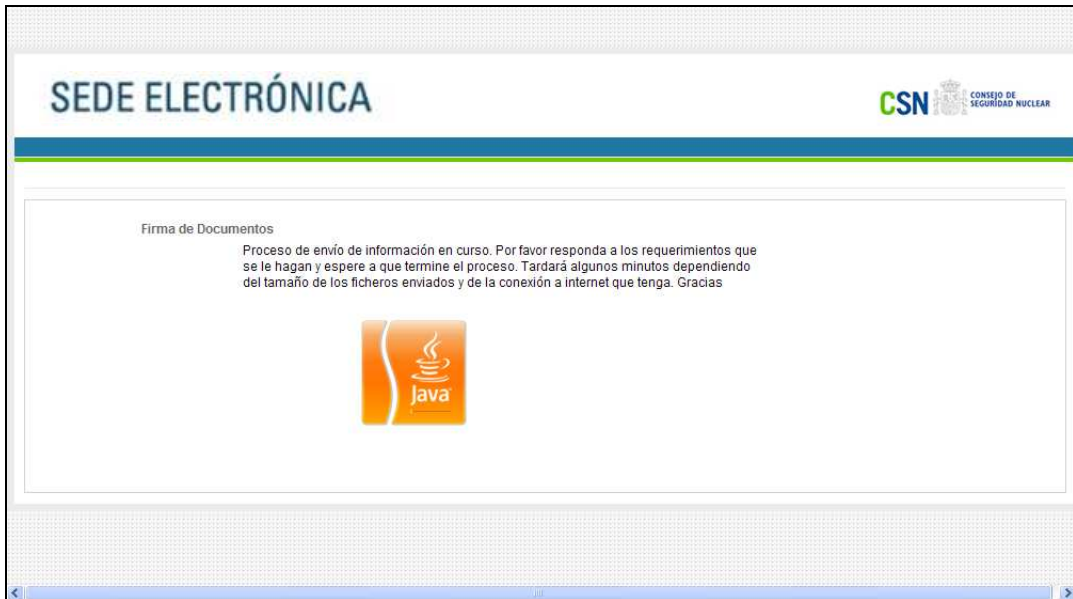 SEDE ELECTRÓNICA
CSN
CONSEJO DE
SEGURIDAD NUCLEAR
Firma de Documentos
Proceso de envío de información en curso. Por favor responda a los requerimientos que
se le hagan y espere a que termine el proceso. Tardará algunos minutos dependiendo
del tamaño de los ficheros enviados y de la conexión a internet que tenga. Gracias
Java